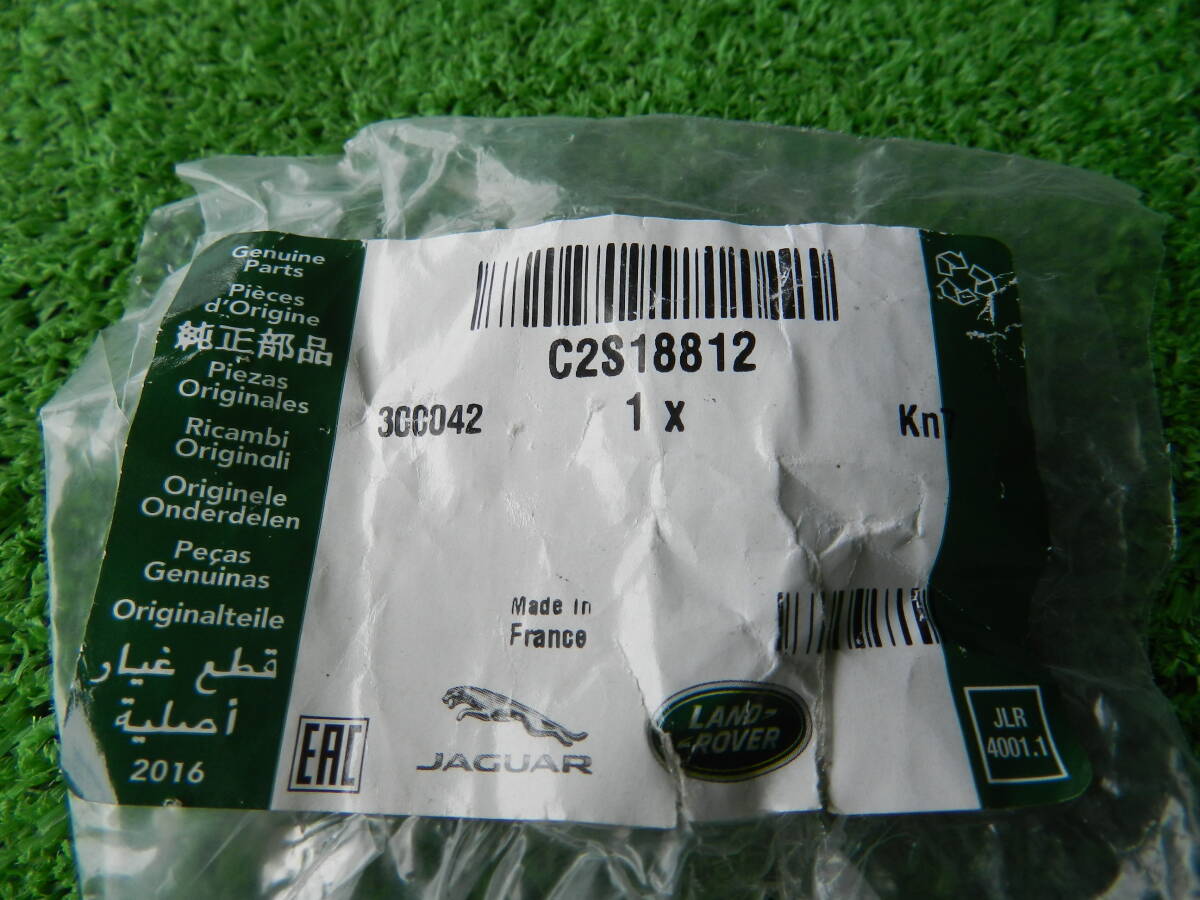 Genuine
Parts
Pièces
d'Origine
純正部品
Piezas
Originales
Ricambi
Originali
Originele
Onderdelen
Peças
Genuinas
Originalteile
قطع غيار
أصلية
2016
C2S18812
300042
1 x
Kn7
Made in
France
EAC
JAGUAR
LAND-
-ROVER
JLR
4001.1